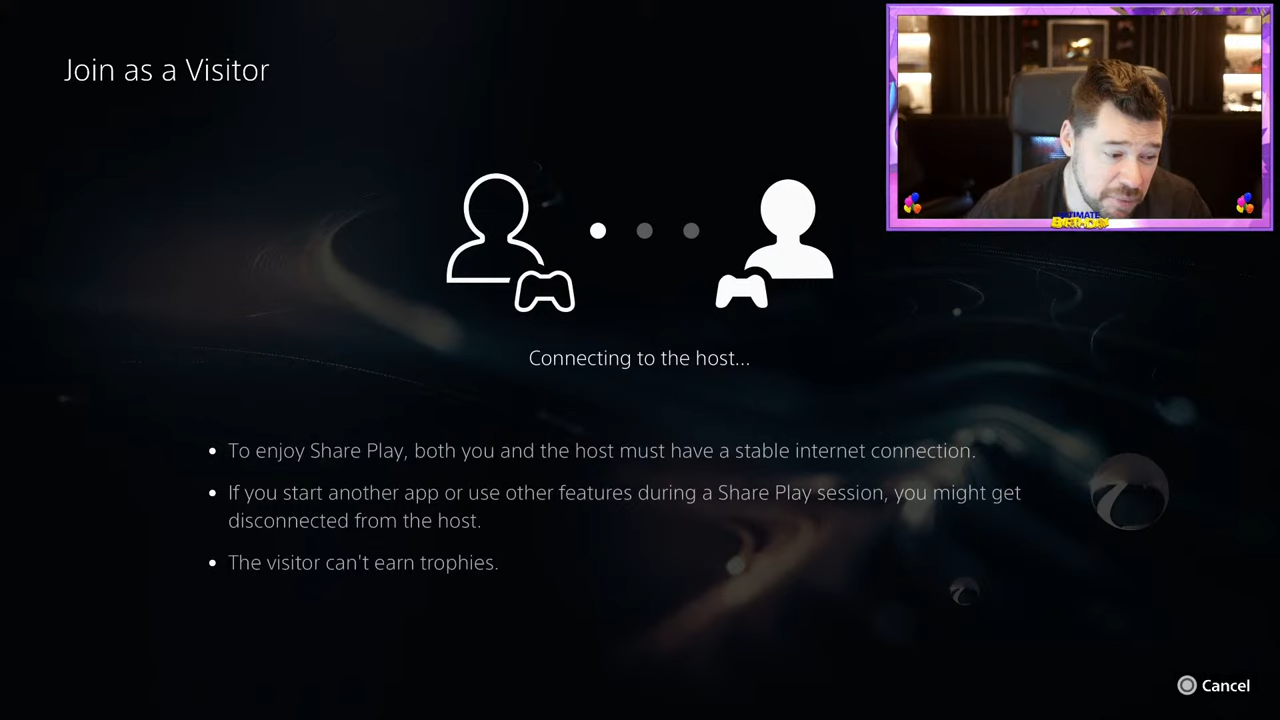 Join as a Visitor
Connecting to the host...
To enjoy Share Play, both you and the host must have a stable internet connection.
If you start another app or use other features during a Share Play session, you might get
disconnected from the host.
The visitor can't earn trophies.
Cancel